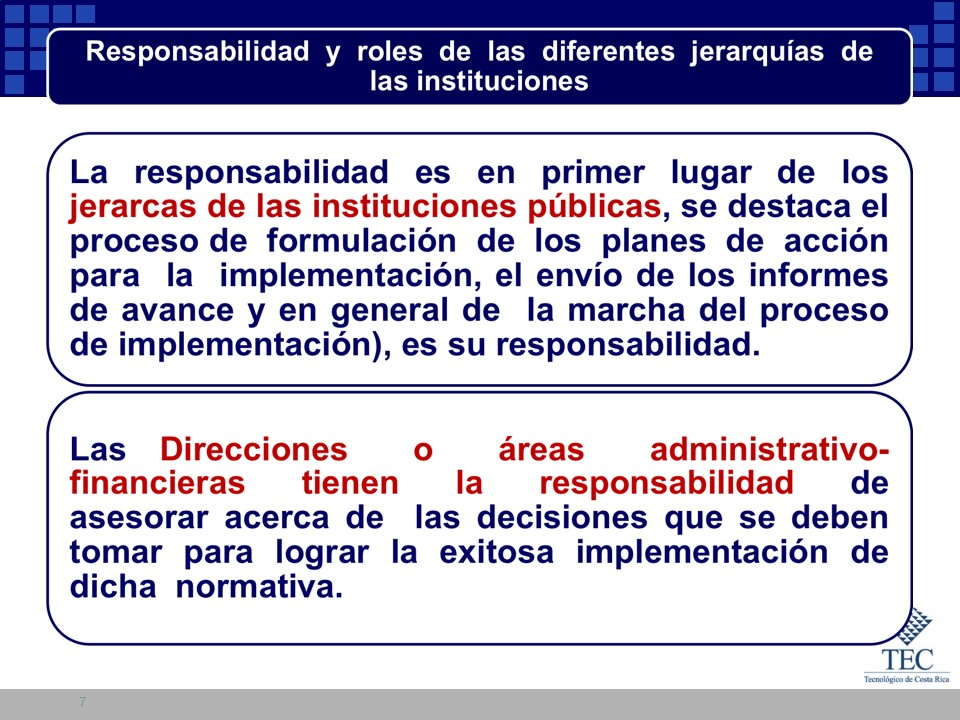 Responsabilidad y roles de las diferentes jerarquías de
las instituciones
La responsabilidad es en primer lugar de los
jerarcas de las instituciones públicas, se destaca el
proceso de formulación de los planes de acción
para la implementación, el envío de los informes
de avance y en general de la marcha del proceso
de implementación), es su responsabilidad.
Las Direcciones o áreas administrativo-
financieras tienen la responsabilidad de
asesorar acerca de las decisiones que se deben
tomar para lograr la exitosa implementación de
dicha normativa.
TEC
Tecnológico de Costa Rica
7